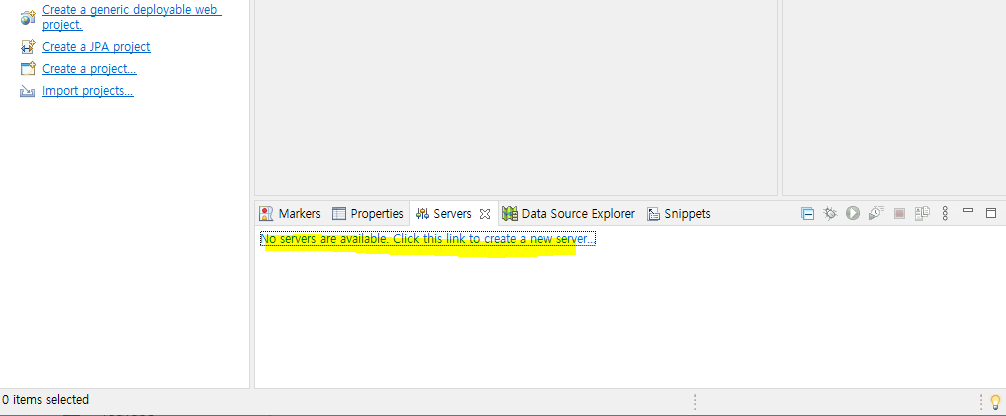 Create a generic deployable web
project.
Create a JPA project
Create a project...
Import projects...
Markers
Properties
Servers
Data Source Explorer
Snippets
No servers are available. Click this link to create a new server...
0 items selected